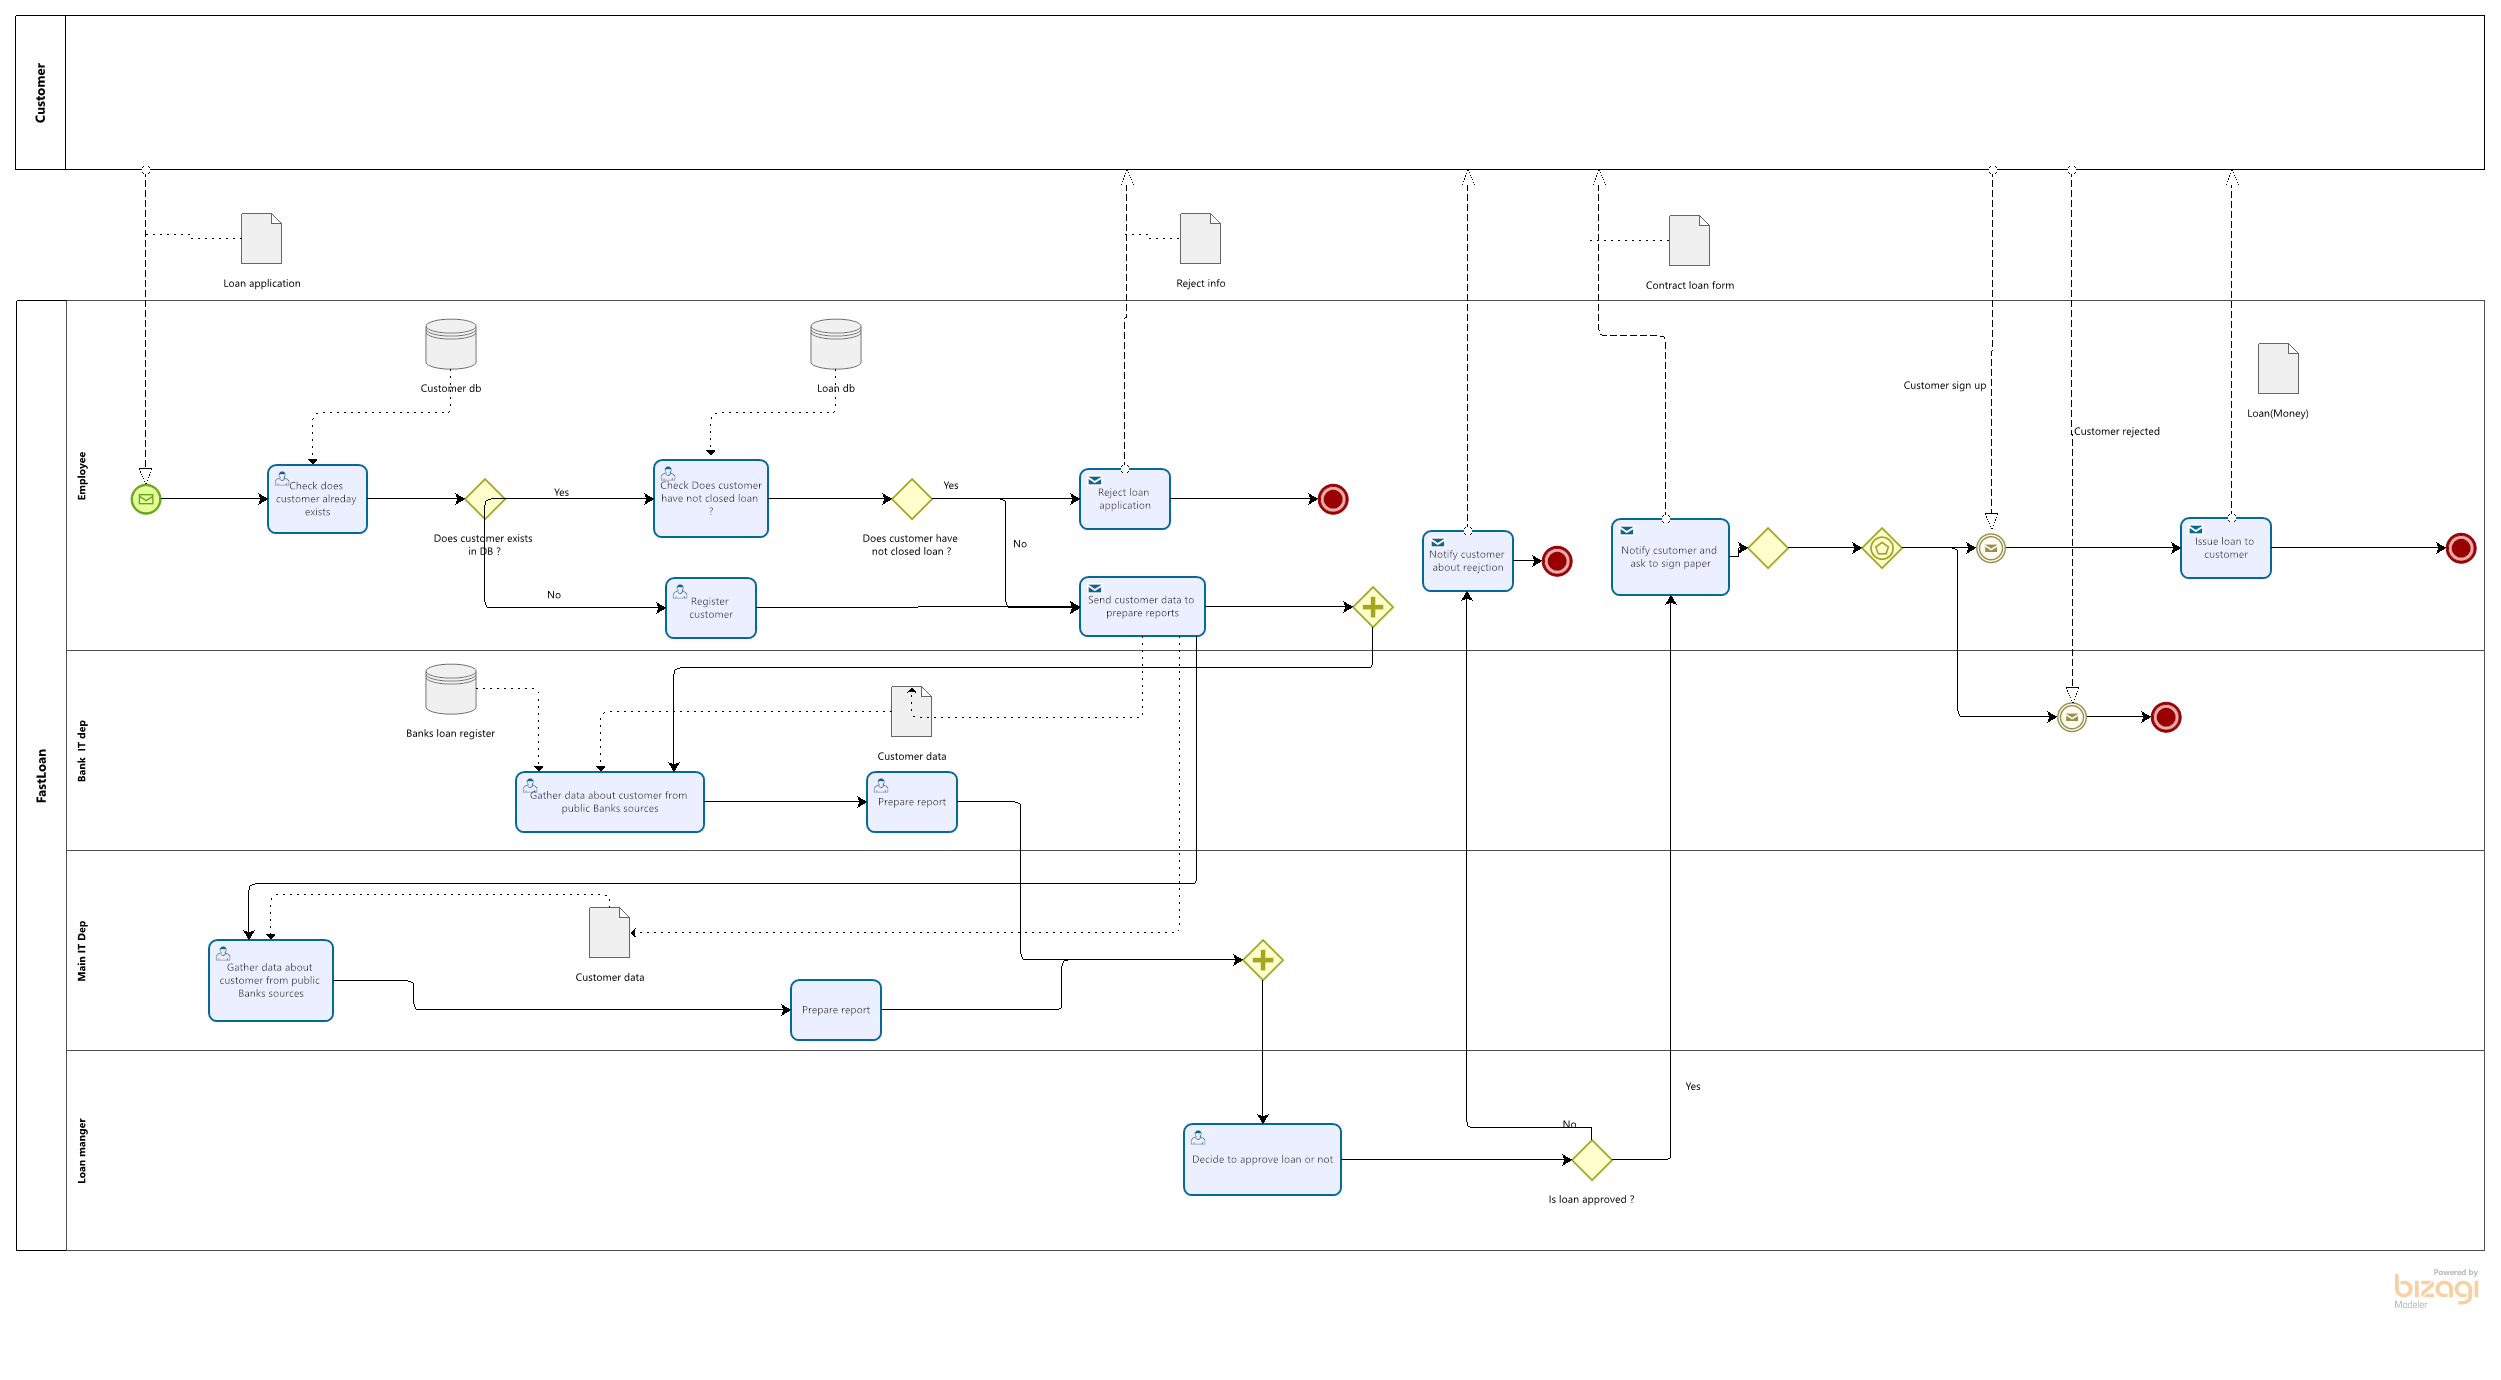 Customer
Loan application
Reject info
Contract loan form
FastLoan
Employee
Customer db
Loan db
Customer sign up
Customer rejected
Loan(Money)
Check does
customer alreday
exists
Does customer exists
in DB ?
Yes
No
Check Does customer
have not closed loan
?
Does customer have
not closed loan ?
Yes
No
Reject loan
application
Register
customer
Send customer data to
prepare reports
Notify customer
about reejction
Notify csutomer and
ask to sign paper
Issue loan to
customer
Bank IT dep
Banks loan register
Customer data
Gather data about customer from
public Banks sources
Prepare report
Main IT Dep
Gather data about
customer from public
Banks sources
Customer data
Prepare report
Loan manger
Decide to approve loan or not
No
Yes
Is loan approved ?
Powered by
bizagi
Modeler